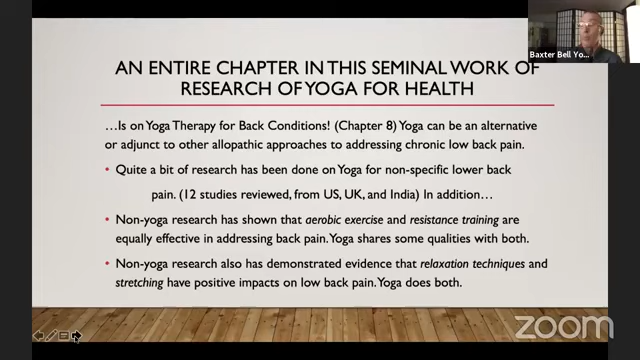 Baxter Bell Yo...
AN ENTIRE CHAPTER IN THIS SEMINAL WORK OF
RESEARCH OF YOGA FOR HEALTH
...Is on Yoga Therapy for Back Conditions! (Chapter 8) Yoga can be an alternative
or adjunct to other allopathic approaches to addressing chronic low back pain.
• Quite a bit of research has been done on Yoga for non-specific lower back
pain. (12 studies reviewed, from US, UK, and India) In addition...
• Non-yoga research has shown that aerobic exercise and resistance training are
equally effective in addressing back pain. Yoga shares some qualities with both.
• Non-yoga research also has demonstrated evidence that relaxation techniques and
stretching have positive impacts on low back pain. Yoga does both.
zoom